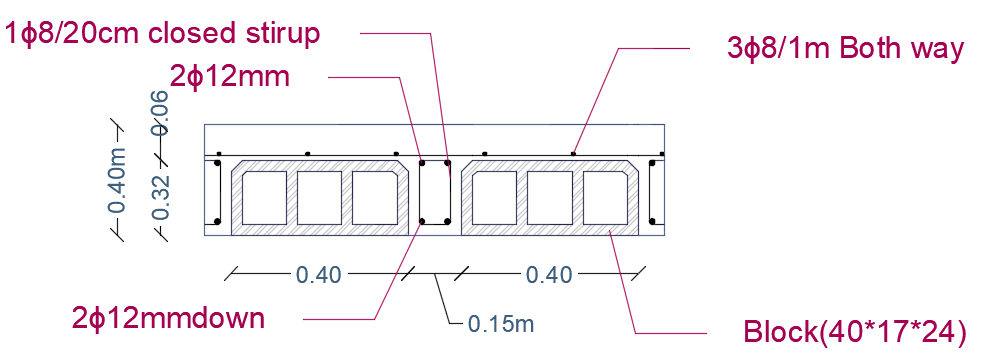 1ϕ8/20cm closed stirup
3ϕ8/1m Both way
2ϕ12mm
0.06
0.40m
0.32
0.40
0.40
2ϕ12mmdown
0.15m
Block(40*17*24)